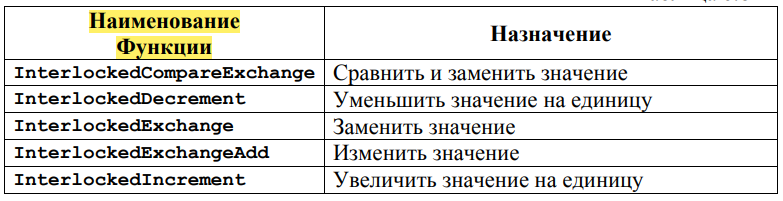 Наименование
Функции
Назначение
InterlockedCompareExchange Сравнить и заменить значение
InterlockedDecrement Уменьшить значение на единицу
InterlockedExchange Заменить значение
InterlockedExchangeAdd Изменить значение
InterlockedIncrement Увеличить значение на единицу